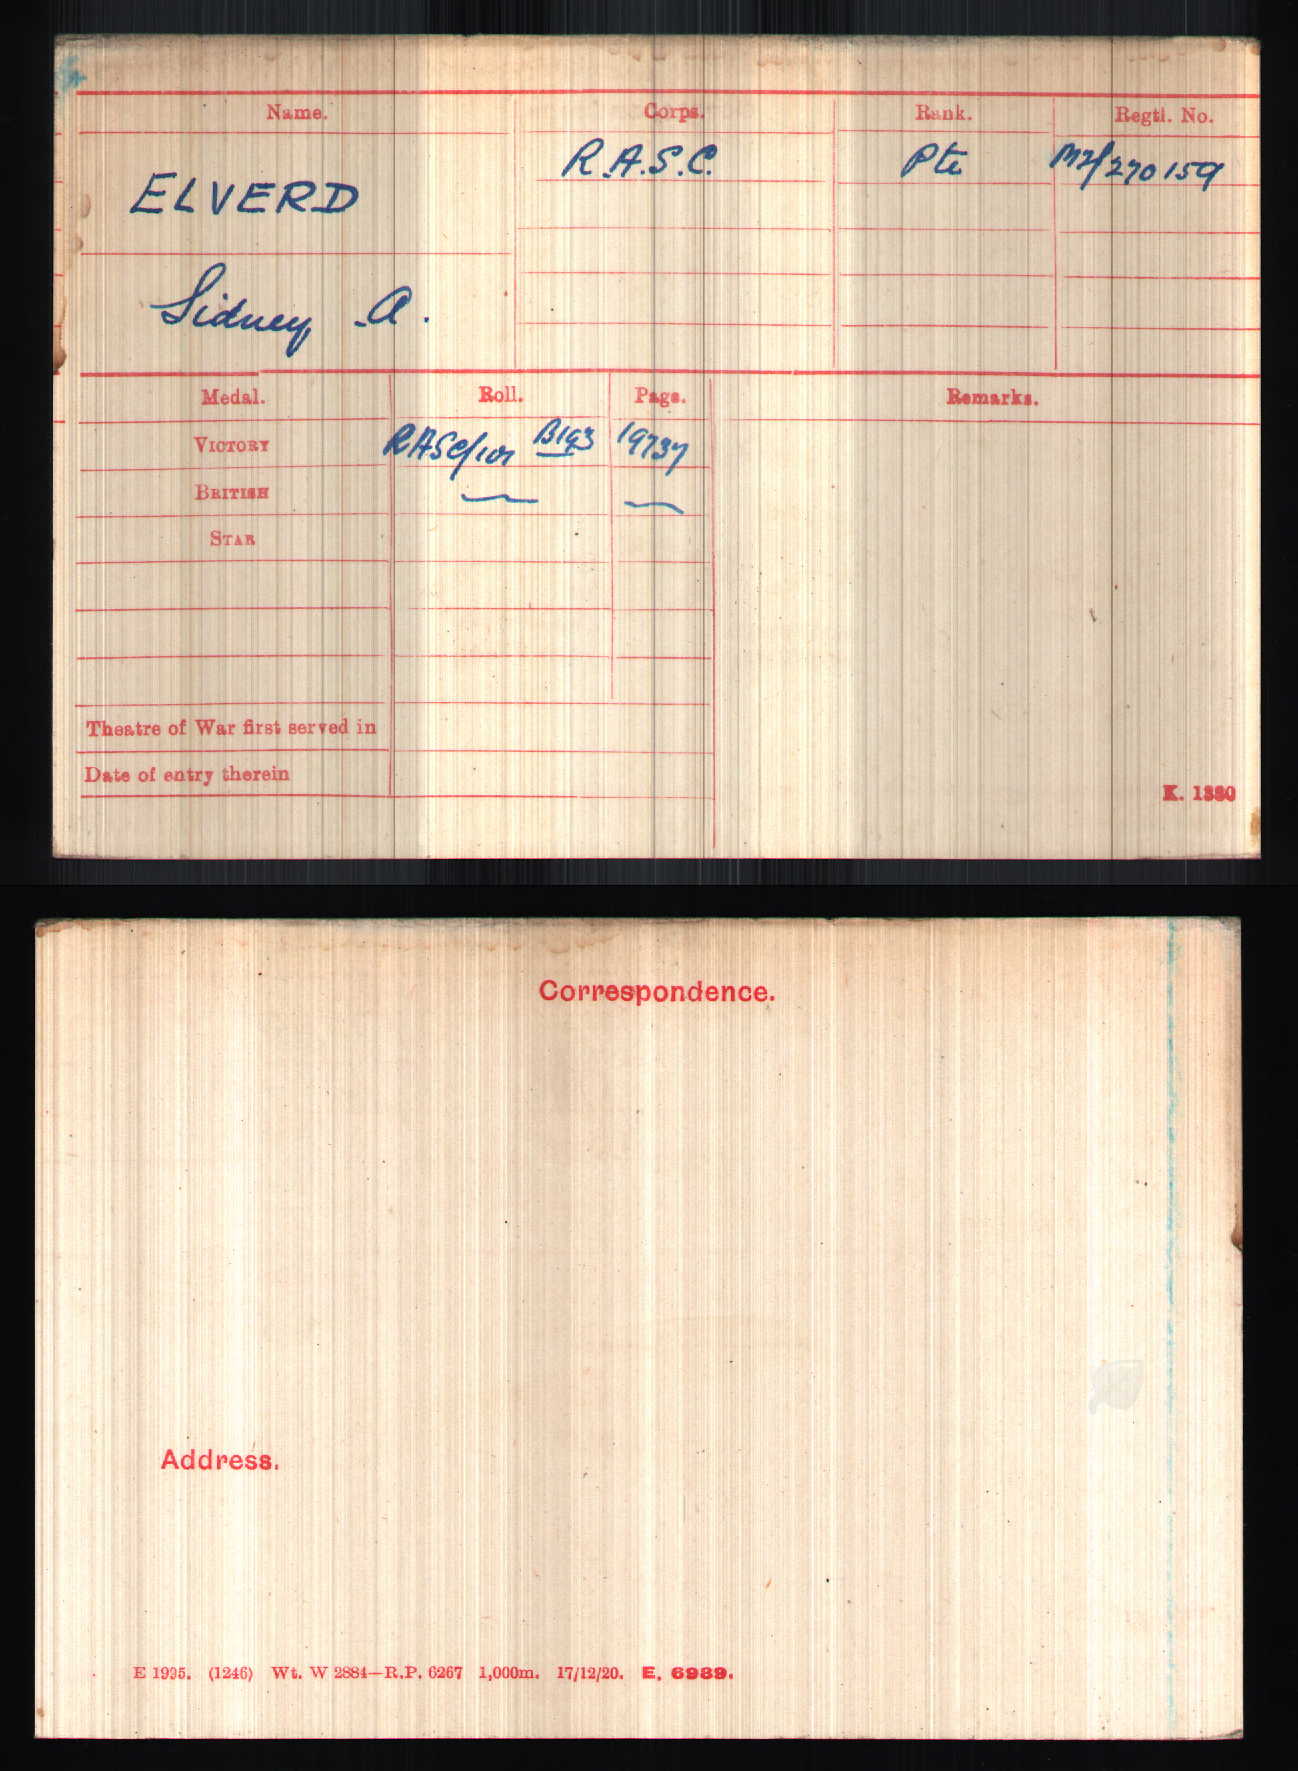 Name. Corps. Rank. Regtl. No.
R.A.S.C. Pte M2/270159
ELVERD
Sidney A.
Medal. Roll. Page. Remarks.
VICTORY RASC/101 B193 19737
BRITISH
STAR
Theatre of War first served in
Date of entry therein
K. 1380
Correspondence.
Address.
E 1995. (1246) Wt. W 2884—R.P. 6267 1,000m. 17/12/20. E. 6989.